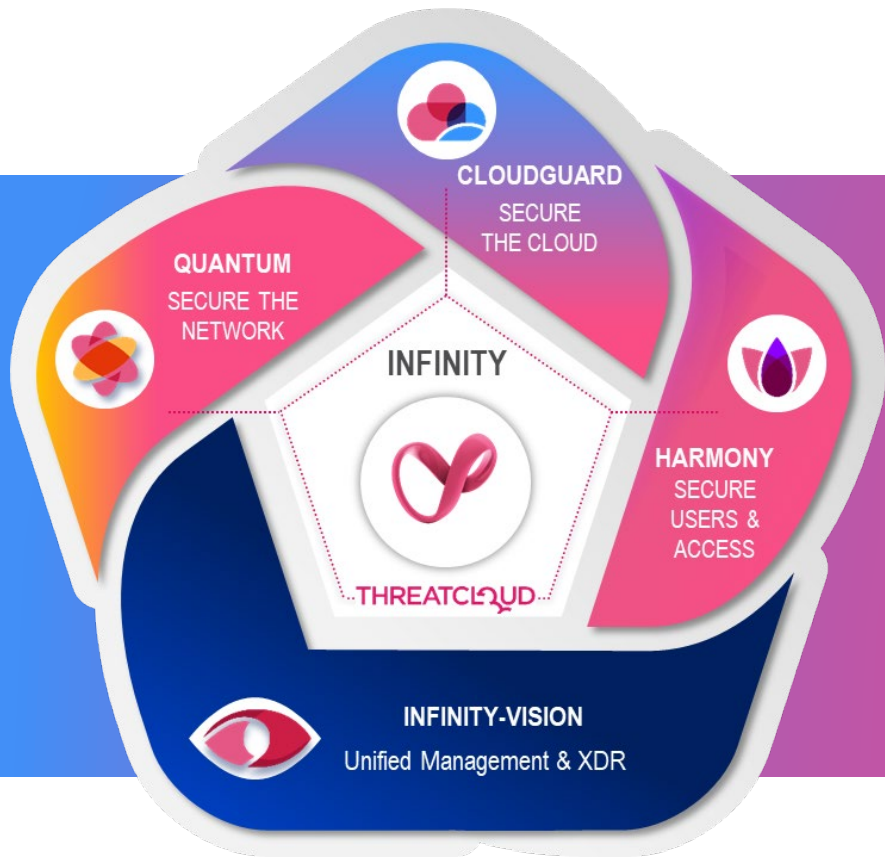 CLOUDGUARD
SECURE
THE CLOUD
QUANTUM
SECURE THE
NETWORK
INFINITY
HARMONY
SECURE
USERS &
ACCESS
THREATCLOUD
INFINITY-VISION
Unified Management & XDR